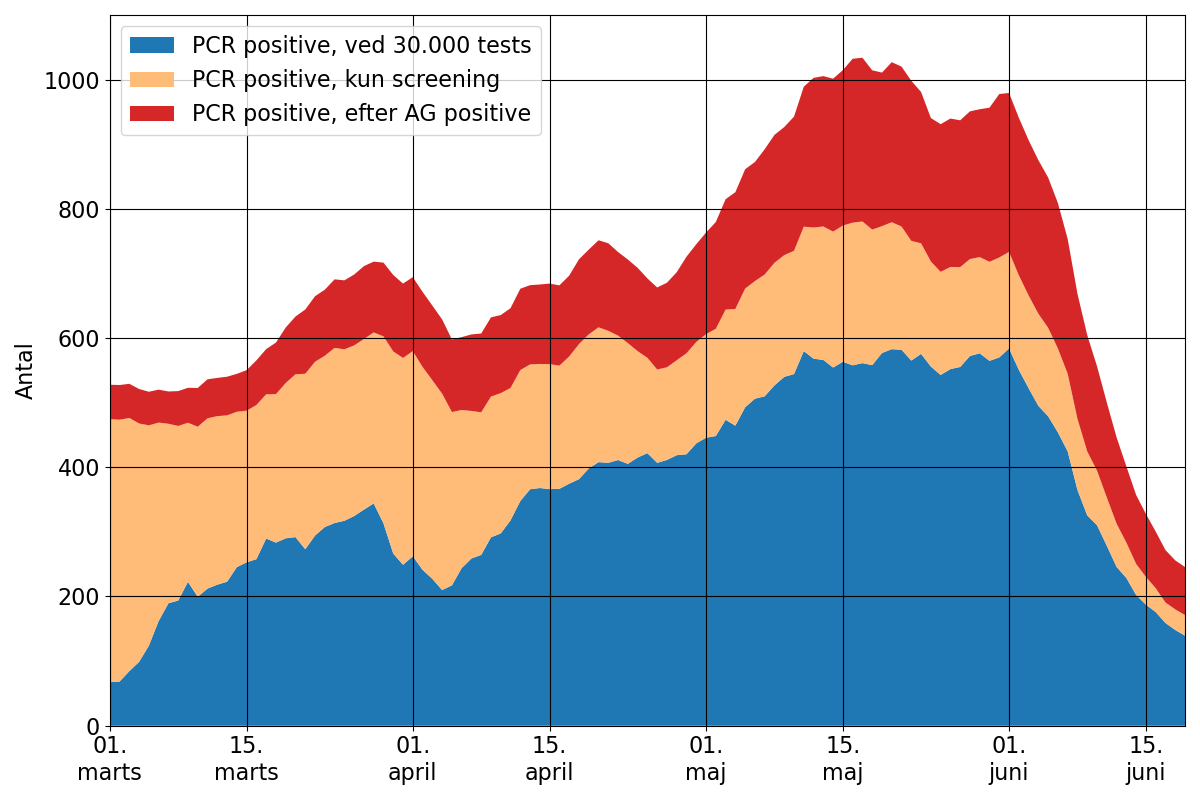 PCR positive, ved 30.000 tests
PCR positive, kun screening
PCR positive, efter AG positive
Antal
1000
800
600
400
200
0
01. marts
15. marts
01. april
15. april
01. maj
15. maj
01. juni
15. juni